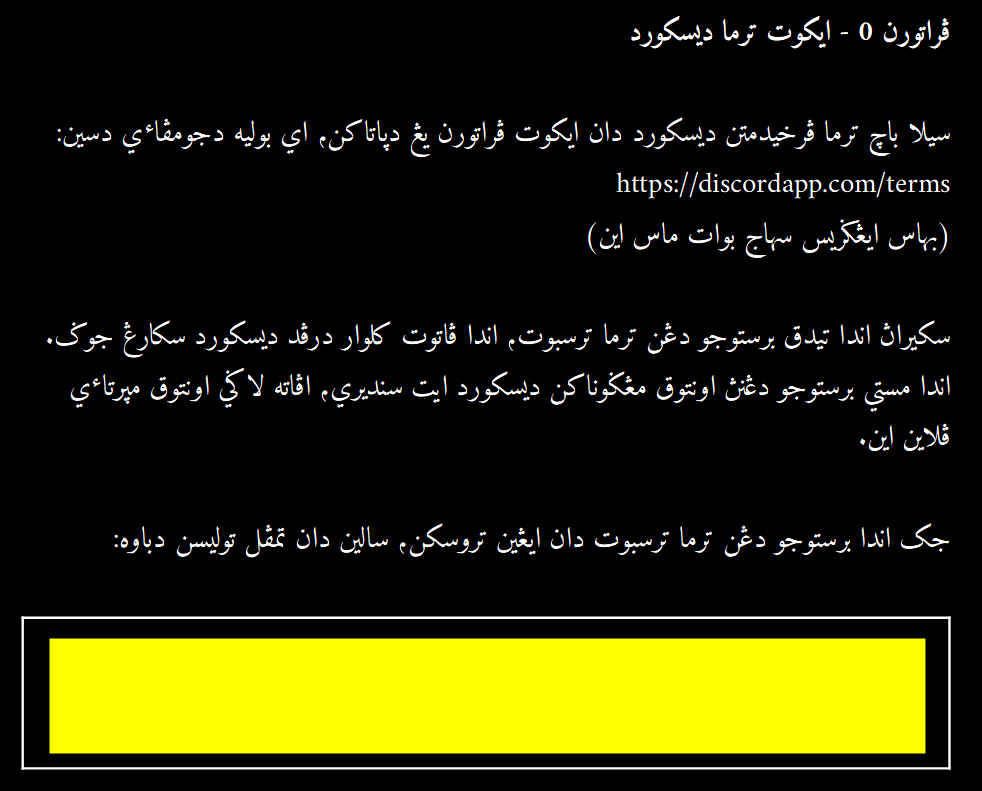 ڤراتورن 0 - ايکوت ترما ديسکورد
سيلا باچ ترما ڤرخيدمتن ديسکورد دان ايکوت ڤراتورن يڠ دڤاتاکن⹁ اي بوليه دجومڤاءي دسين:
https://discordapp.com/terms
(بهاس ايڠݢريس سهاج بوات ماس اين)
سکيراڽ اندا تيدق برستوجو دڠن ترما ترسبوت⹁ اندا ڤاتوت کلوار درڤد ديسکورد سکارڠ جوݢ.
اندا مستي برستوجو دڠنڽ اونتوق مڠݢوناکن ديسکورد ايت سنديري⹁ اڤاته لاݢي اونتوق مڽرتاءي
ڤلاين اين.
جک اندا برستوجو دڠن ترما ترسبوت دان ايڠين تروسکن⹁ سالين دان تمڤل توليسن دباوه: